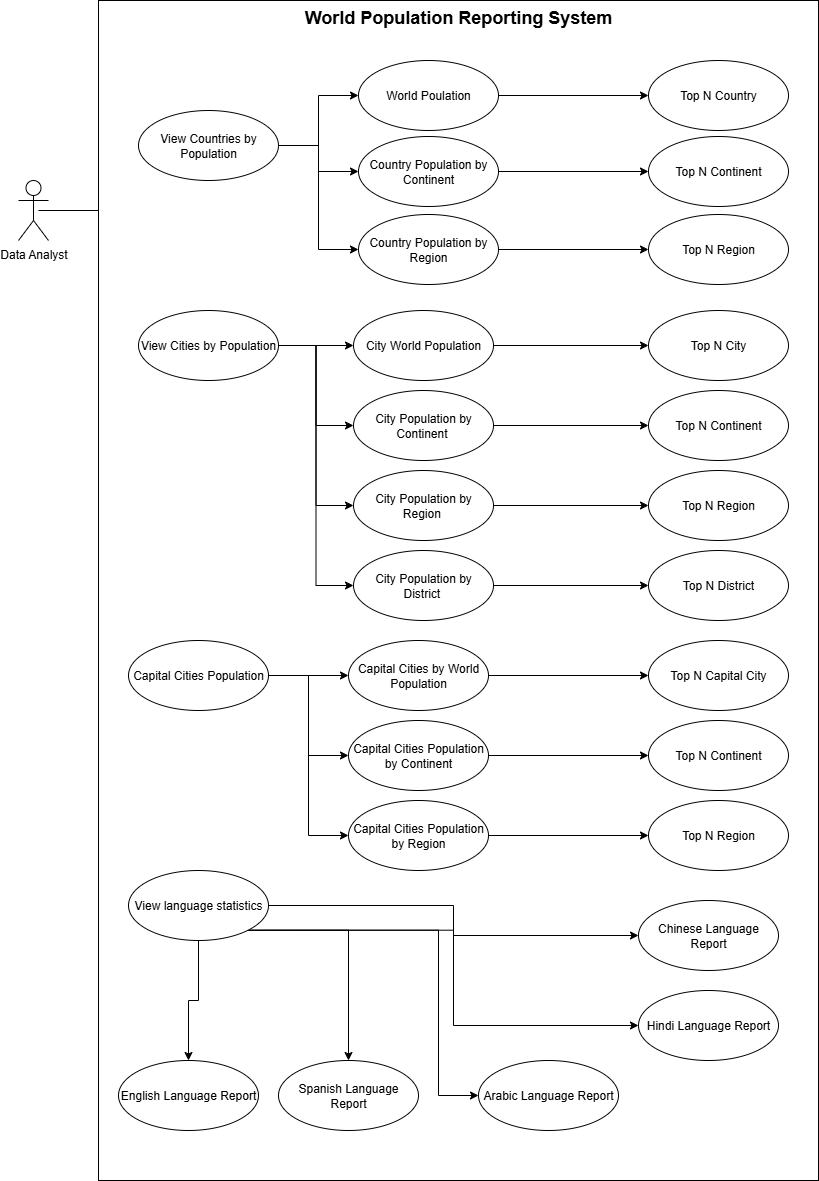 World Population Reporting System
World Poulation
Top N Country
View Countries by
Population
Country Population by
Continent
Top N Continent
Data Analyst
Country Population by
Region
Top N Region
View Cities by Population
City World Population
Top N City
City Population by
Continent
Top N Continent
City Population by
Region
Top N Region
City Population by
District
Top N District
Capital Cities Population
Capital Cities by World
Population
Top N Capital City
Capital Cities Population
by Continent
Top N Continent
Capital Cities Population
by Region
Top N Region
View language statistics
Chinese Language
Report
Hindi Language Report
English Language Report
Spanish Language
Report
Arabic Language Report